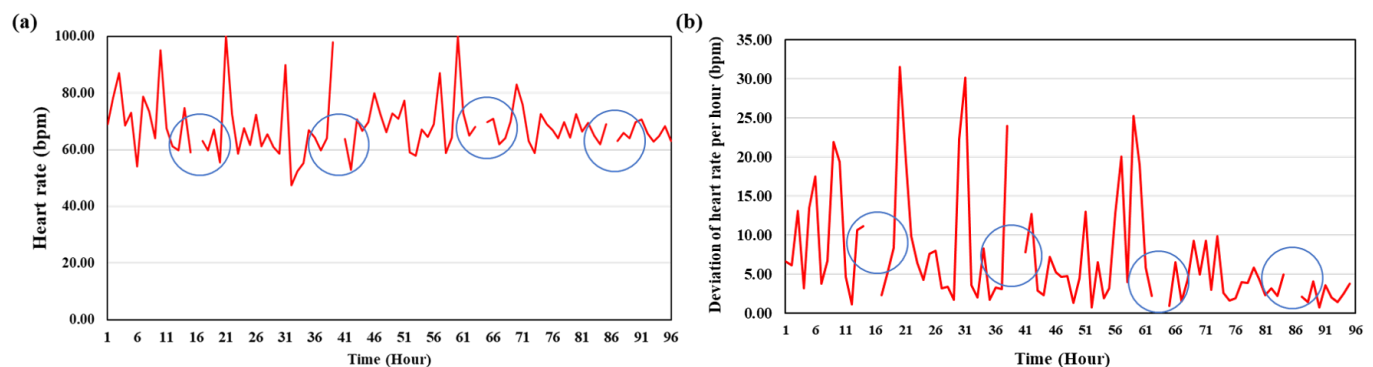 (a)
Heart rate (bpm)
100.00
80.00
60.00
40.00
20.00
0.00
1 6 11 16 21 26 31 36 41 46 51 56 61 66 71 76 81 86 91 96
Time (Hour)
(b)
Deviation of heart rate per hour (bpm)
35.00
30.00
25.00
20.00
15.00
10.00
5.00
0.00
1 6 11 16 21 26 31 36 41 46 51 56 61 66 71 76 81 86 91 96
Time (Hour)